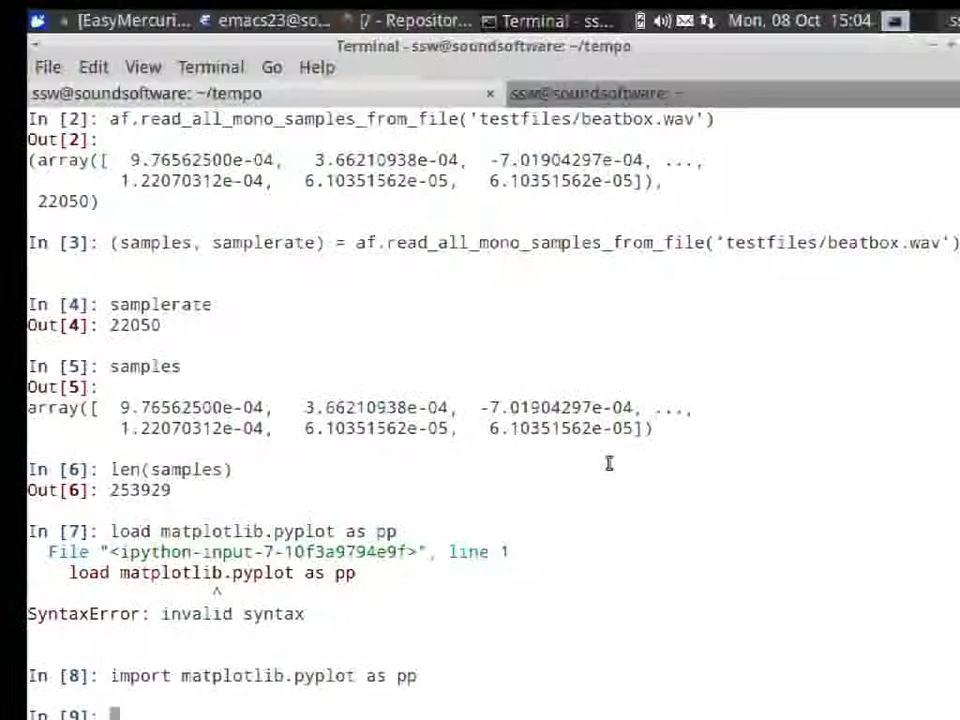 [EasyMercuri... emacs23@so... [/ - Repositor... Terminal - ss... Mon, 08 Oct 15:04
Terminal - ssw@soundsoftware: ~/tempo
File Edit View Terminal Go Help
ssw@soundsoftware: ~/tempo × ssw@soundsoftware: ~
In [2]: af.read_all_mono_samples_from_file('testfiles/beatbox.wav')
Out[2]:
(array([ 9.76562500e-04, 3.66210938e-04, -7.01904297e-04, ...,
1.22070312e-04, 6.10351562e-05, 6.10351562e-05]),
22050)
In [3]: (samples, samplerate) = af.read_all_mono_samples_from_file('testfiles/beatbox.wav')
In [4]: samplerate
Out[4]: 22050
In [5]: samples
Out[5]:
array([ 9.76562500e-04, 3.66210938e-04, -7.01904297e-04, ...,
1.22070312e-04, 6.10351562e-05, 6.10351562e-05])
In [6]: len(samples)
Out[6]: 253929
In [7]: load matplotlib.pyplot as pp
File "<ipython-input-7-10f3a9794e9f>", line 1
load matplotlib.pyplot as pp
^
SyntaxError: invalid syntax
In [8]: import matplotlib.pyplot as pp
In [9]: